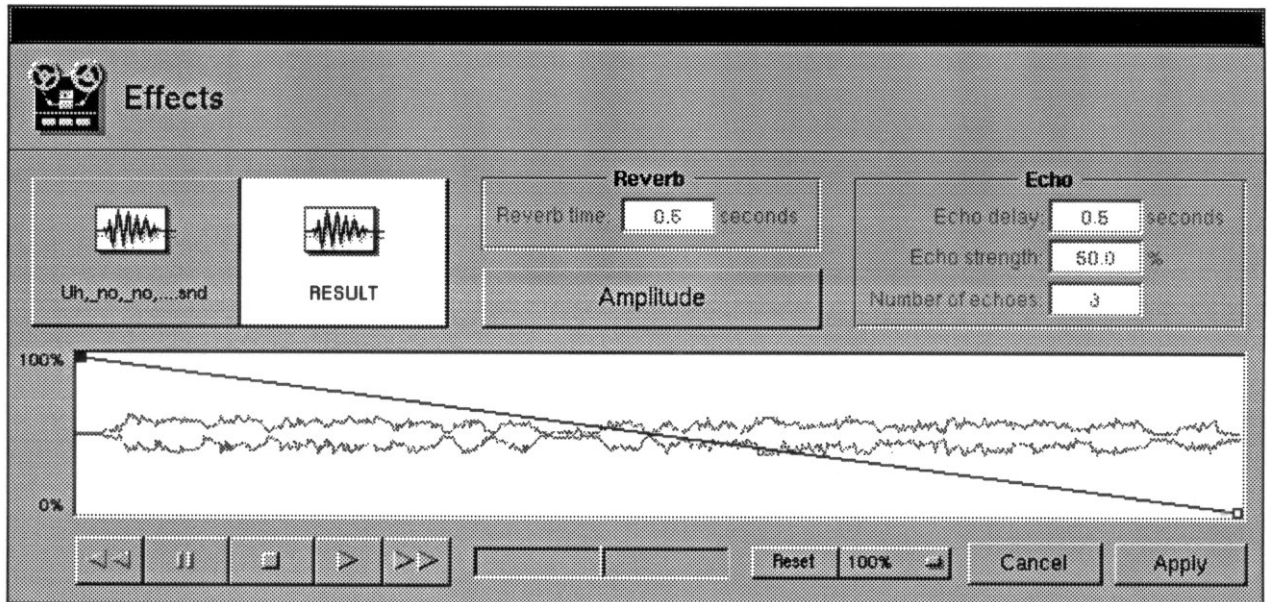 Effects
Uh,_no,_no,....snd
RESULT
Reverb
Reverb time: 0.5 seconds
Amplitude
Echo
Echo delay: 0.5 seconds
Echo strength: 50.0 %
Number of echoes: 3
100%
0%
Reset 100% Cancel Apply